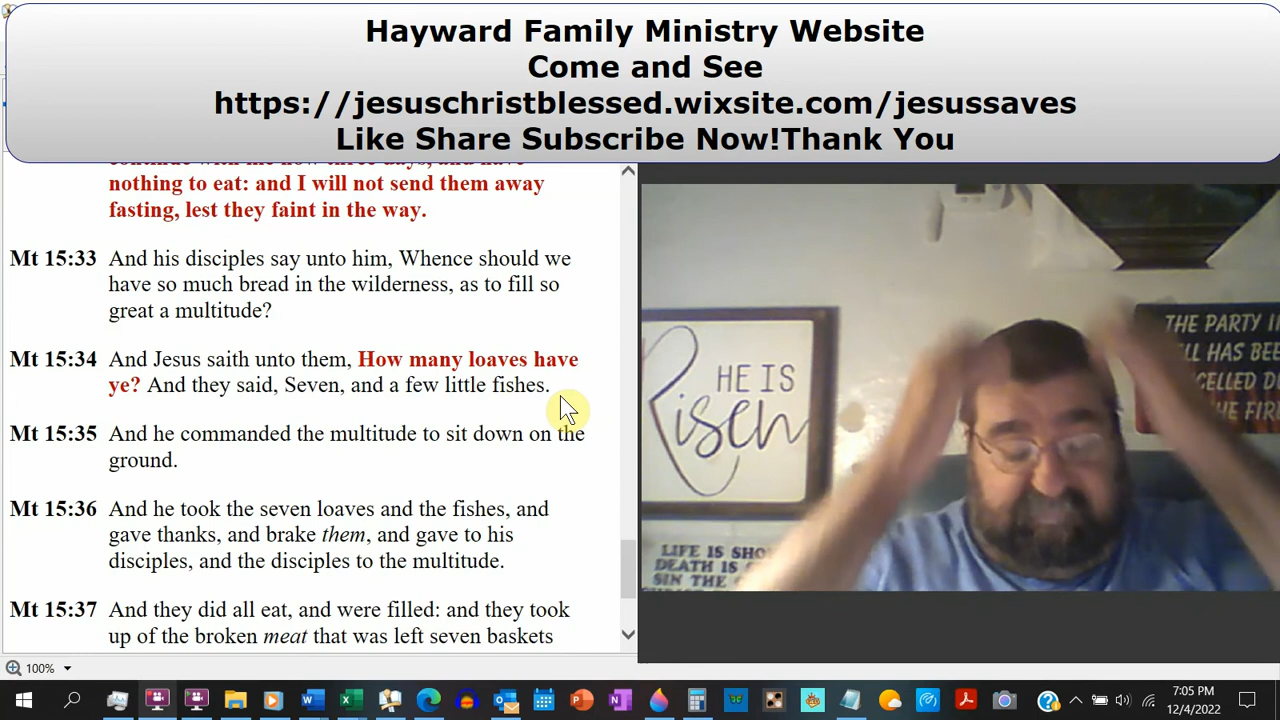 Hayward Family Ministry Website
Come and See
https://jesuschristblessed.wixsite.com/jesussaves
Like Share Subscribe Now!Thank You
nothing to eat: and I will not send them away
fasting, lest they faint in the way.
Mt 15:33 And his disciples say unto him, Whence should we
have so much bread in the wilderness, as to fill so
great a multitude?
Mt 15:34 And Jesus saith unto them, How many loaves have
ye? And they said, Seven, and a few little fishes.
Mt 15:35 And he commanded the multitude to sit down on the
ground.
Mt 15:36 And he took the seven loaves and the fishes, and
gave thanks, and brake them, and gave to his
disciples, and the disciples to the multitude.
Mt 15:37 And they did all eat, and were filled: and they took
up of the broken meat that was left seven baskets
HE IS
Risen
THE PARTY
HAS BEE
THE FIR
LIFE IS
DEATH IS
SIN THE
100%
7:05 PM
12/4/2022